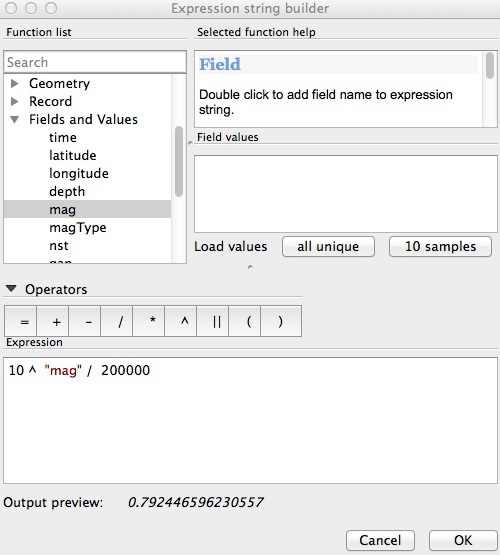 Expression string builder
Function list
Selected function help
Search
Geometry
Record
Fields and Values
time
latitude
longitude
depth
mag
magType
nst
gap
Field
Double click to add field name to expression
string.
Field values
Load values all unique 10 samples
Operators
= + - / * ^ || ( )
Expression
10 ^ "mag" / 200000
Output preview: 0.792446596230557
Cancel OK